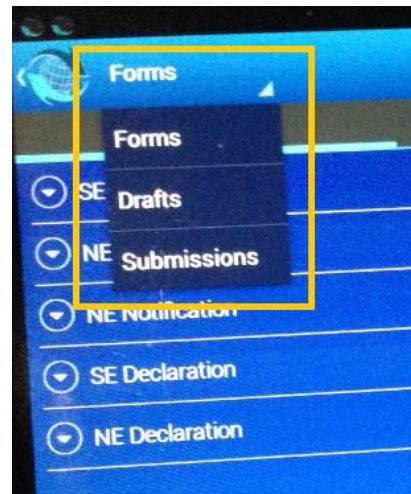 Forms
Forms
SE
Drafts
NE
Submissions
NE Notification
SE Declaration
NE Declaration